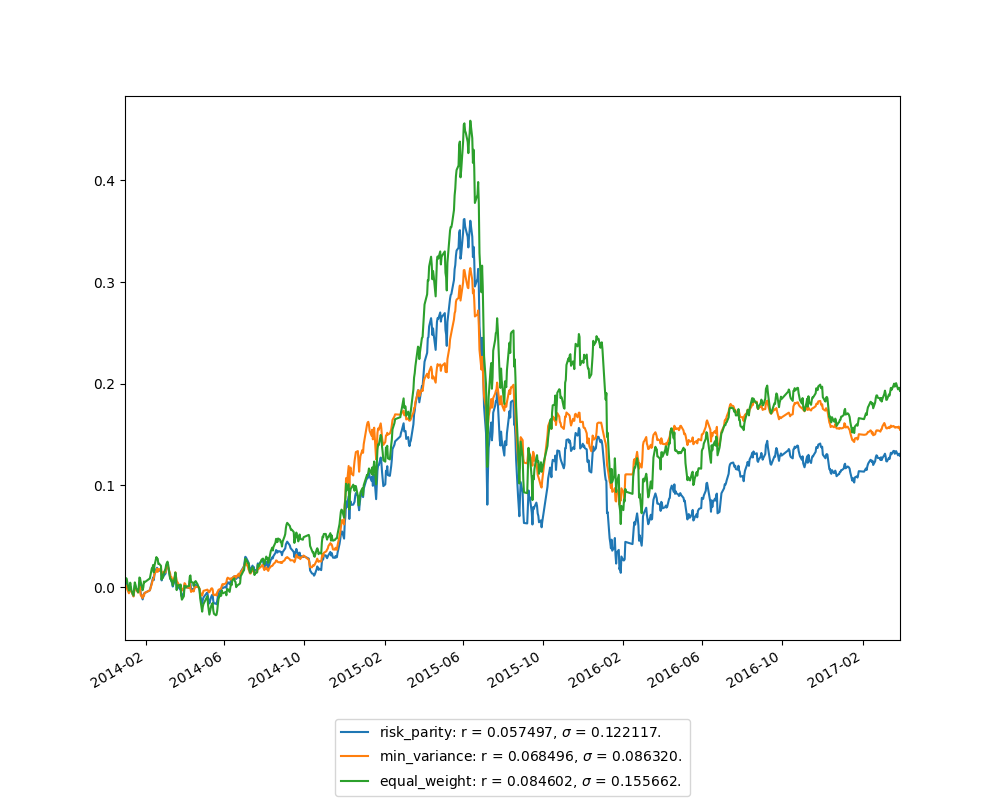 0.4
0.3
0.2
0.1
0.0
2014-02 2014-06 2014-10 2015-02 2015-06 2015-10 2016-02 2016-06 2016-10 2017-02
risk_parity: r = 0.057497, σ = 0.122117.
min_variance: r = 0.068496, σ = 0.086320.
equal_weight: r = 0.084602, σ = 0.155662.